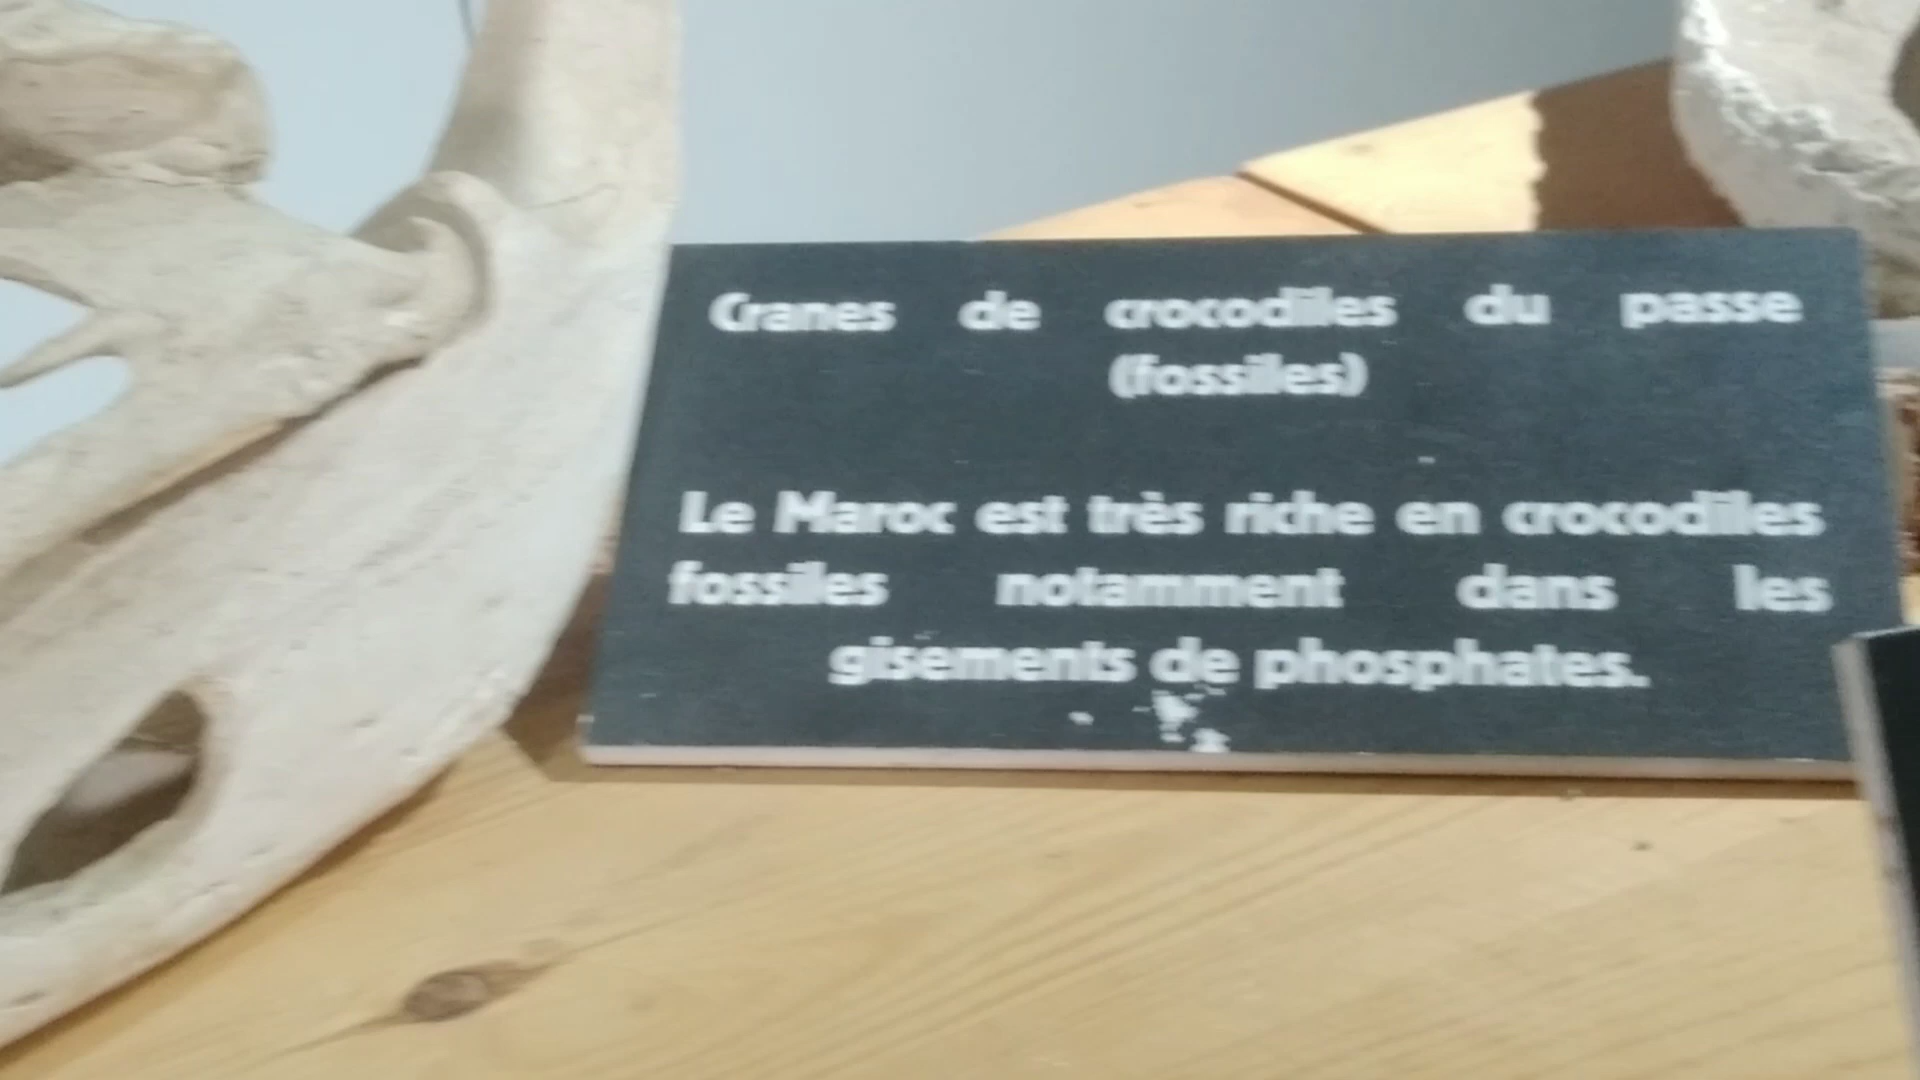 Cranes de crocodiles du passe
(fossiles)
Le Maroc est très riche en crocodiles
fossiles notamment dans les
gisements de phosphates.